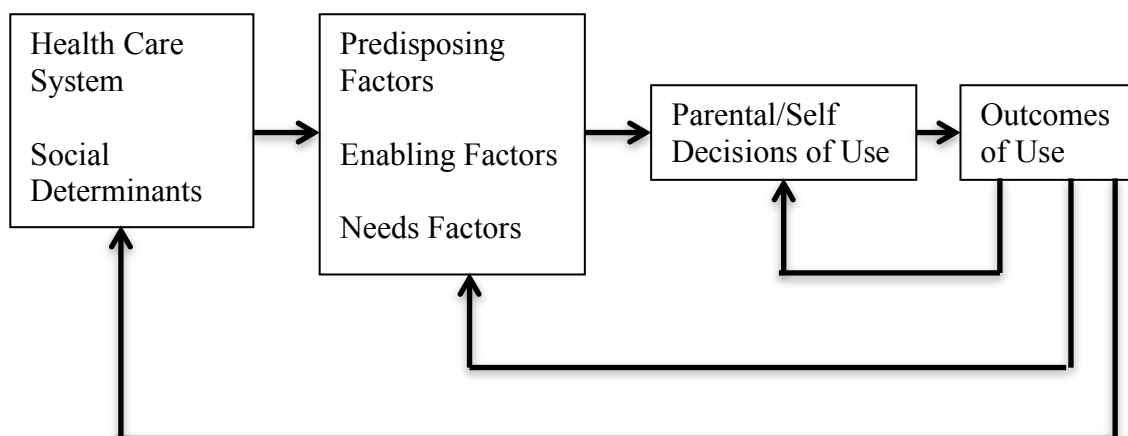 Health Care
System
Social
Determinants
Predisposing
Factors
Enabling Factors
Needs Factors
Parental/Self
Decisions of Use
Outcomes
of Use